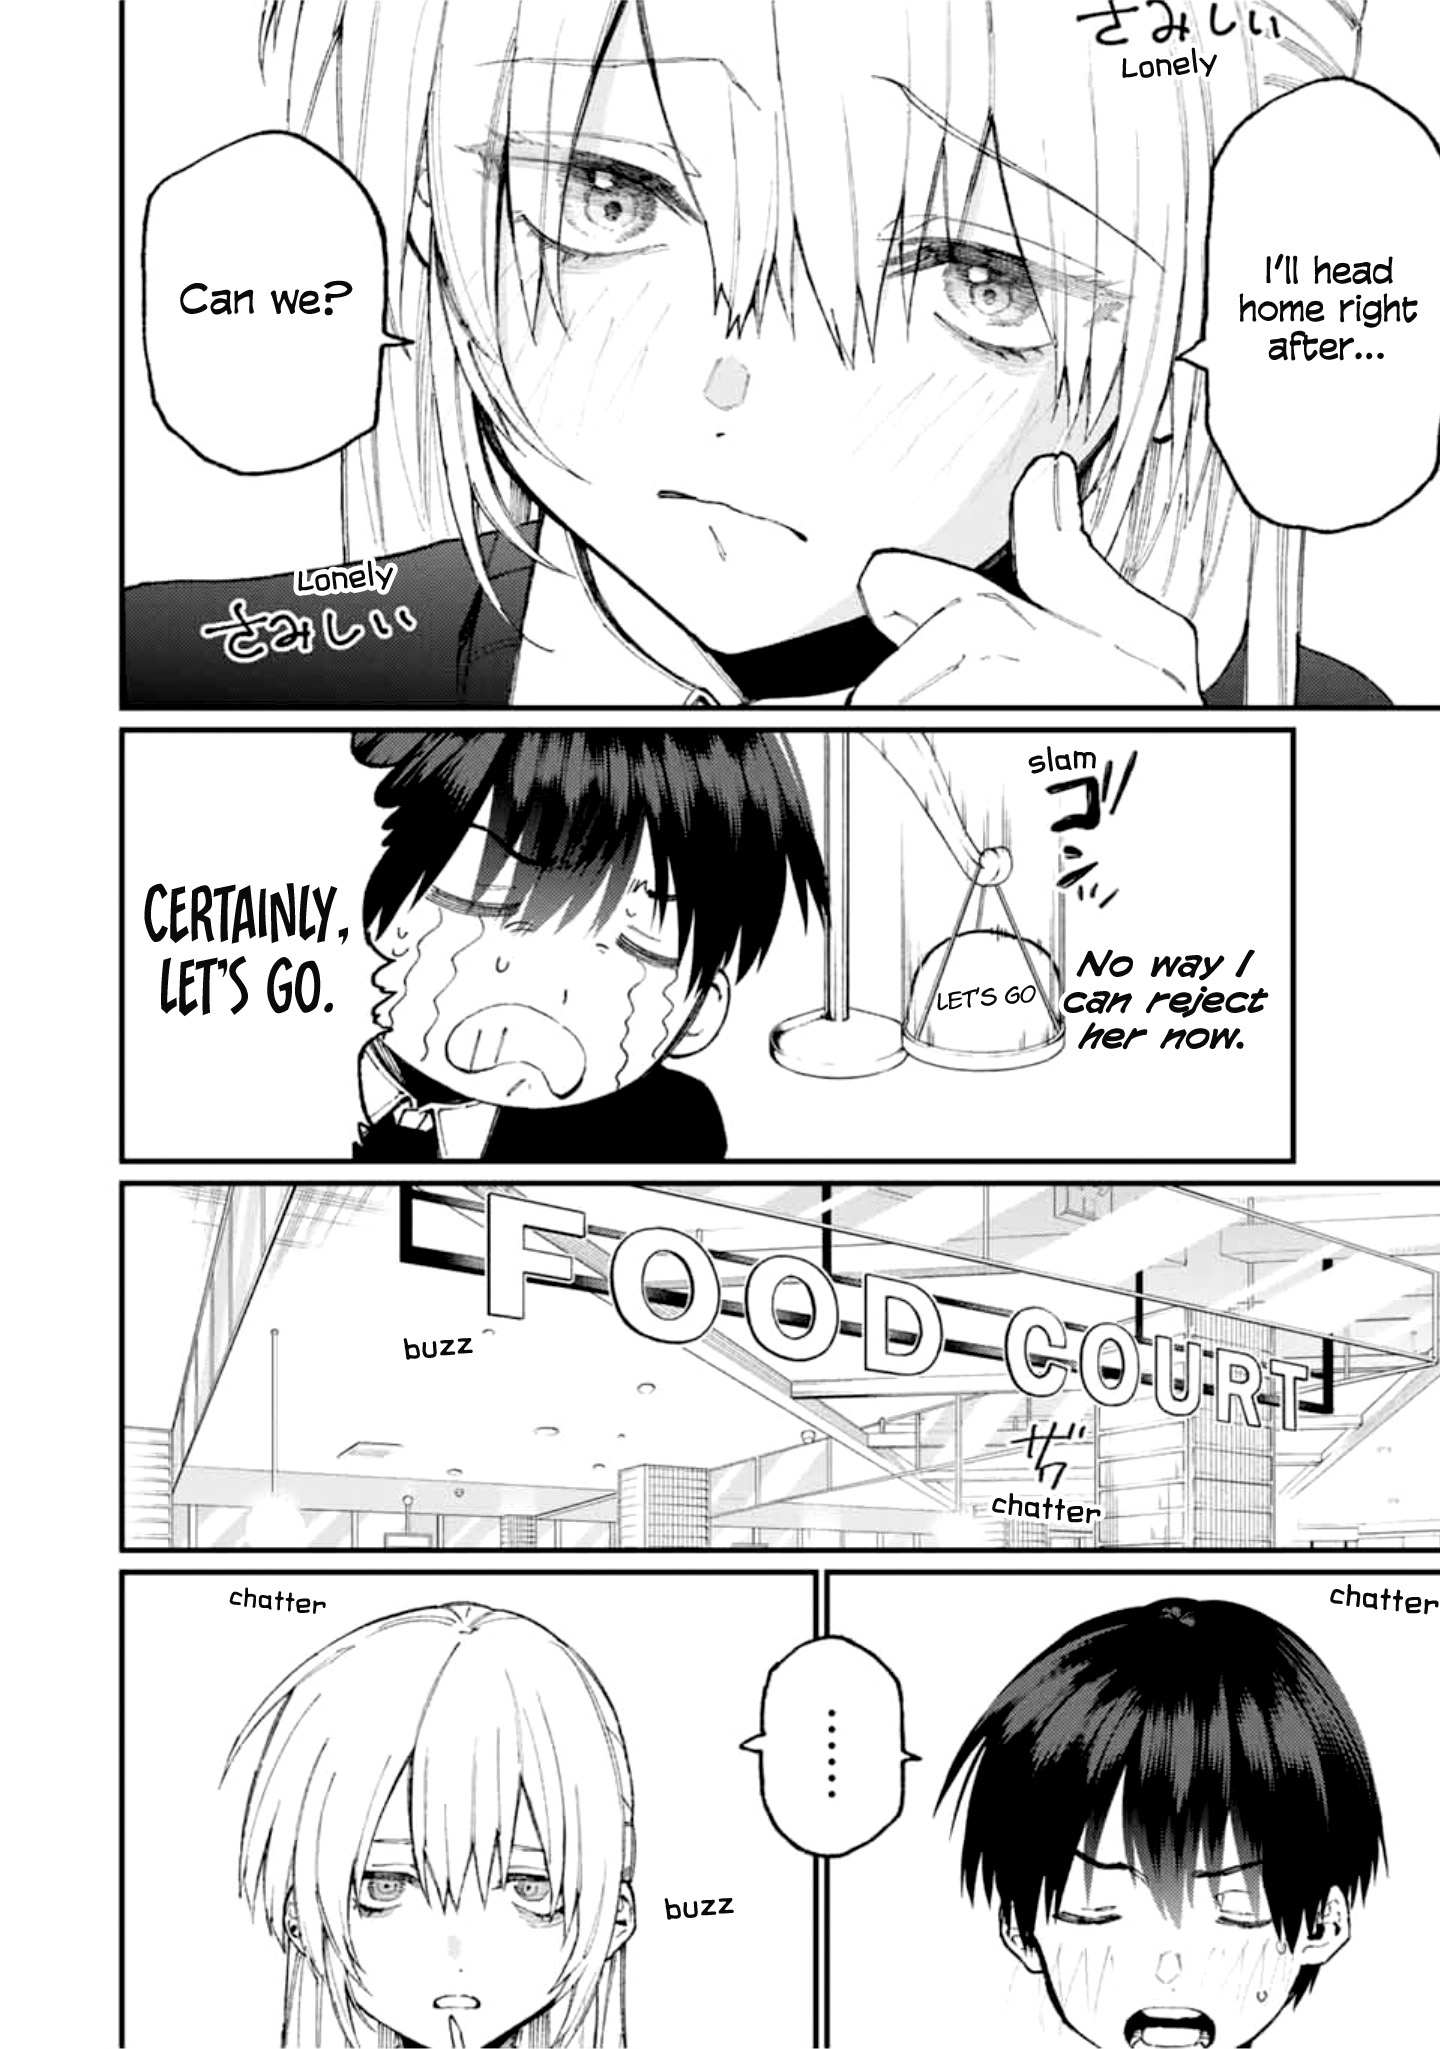 さみしい
Lonely
I'll head
home right
after...
Can we?
Lonely
さみしい
slam
ゴッ
No way I
can reject
her now.
LET'S GO
CERTAINLY,
LET'S GO.
FOOD COURT
buzz
ザワ
chatter
chatter
........
chatter
buzz